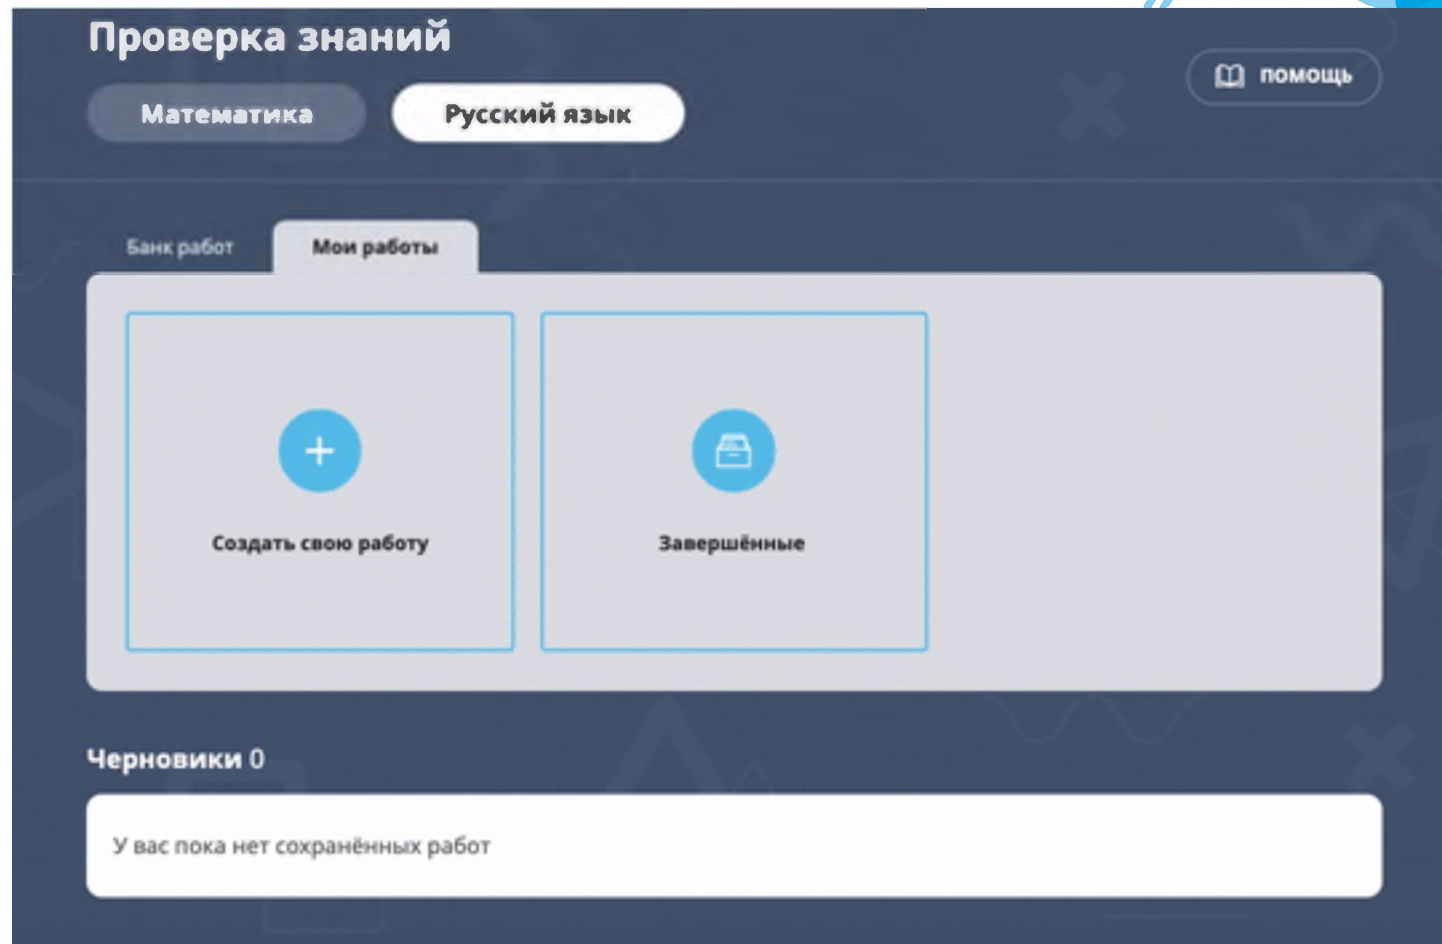 Проверка знаний
помощь
Математика
Русский язык
Банк работ
Мои работы
Создать свою работу
Завершённые
Черновики 0
У вас пока нет сохранённых работ